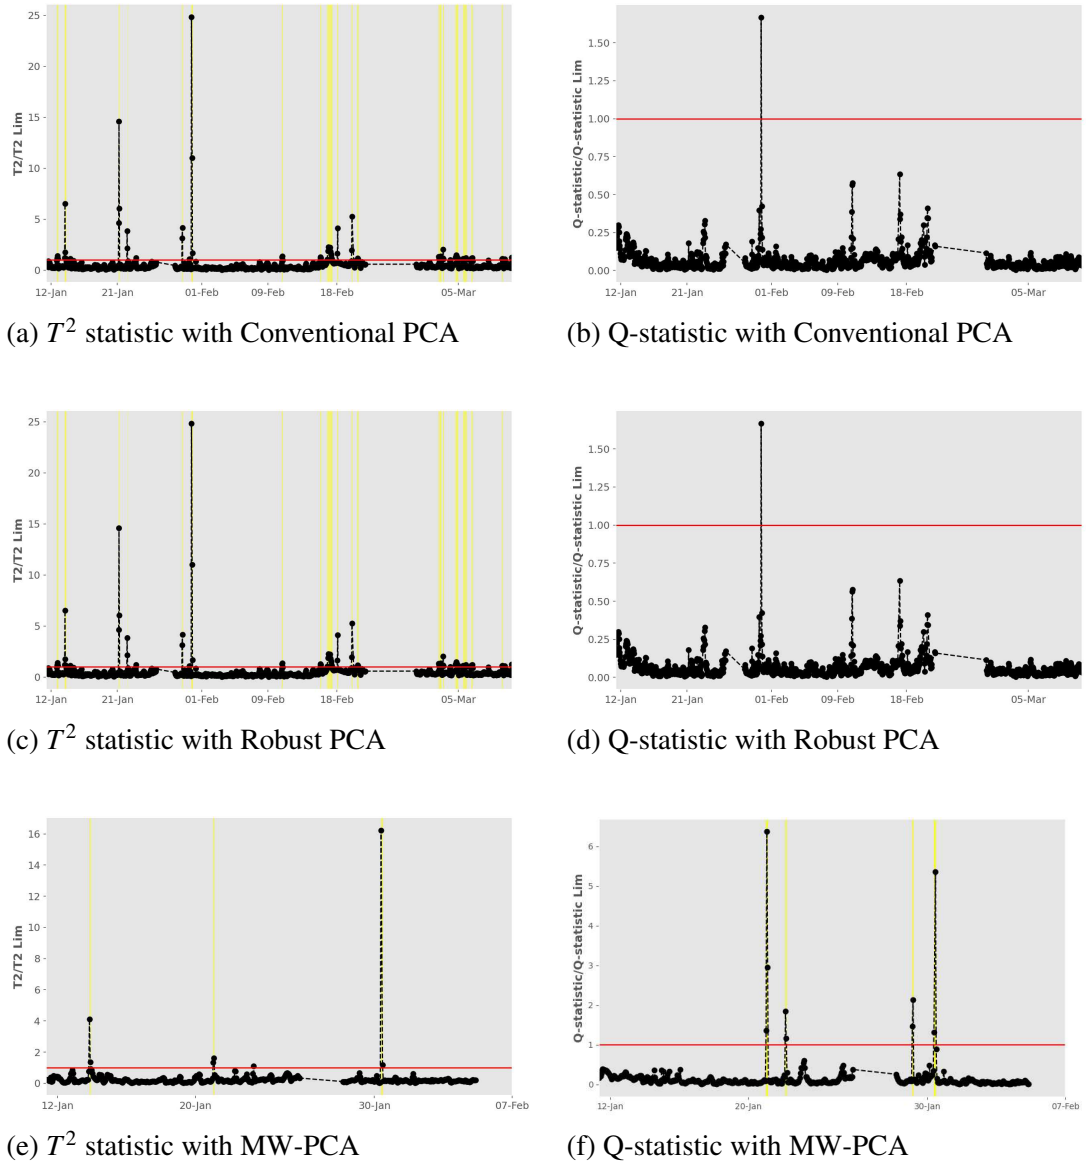 25
20
15
10
5
0
T2/T2 Lim
12-Jan 21-Jan 01-Feb 09-Feb 18-Feb 05-Mar
(a) T² statistic with Conventional PCA
1.50
1.25
1.00
0.75
0.50
0.25
0.00
Q-statistic/Q-statistic Lim
12-Jan 21-Jan 01-Feb 09-Feb 18-Feb 05-Mar
(b) Q-statistic with Conventional PCA
25
20
15
10
5
0
T2/T2 Lim
12-Jan 21-Jan 01-Feb 09-Feb 18-Feb 05-Mar
(c) T² statistic with Robust PCA
1.50
1.25
1.00
0.75
0.50
0.25
0.00
Q-statistic/Q-statistic Lim
12-Jan 21-Jan 01-Feb 09-Feb 18-Feb 05-Mar
(d) Q-statistic with Robust PCA
16
14
12
10
8
6
4
2
0
T2/T2 Lim
12-Jan 20-Jan 30-Jan 07-Feb
(e) T² statistic with MW-PCA
6
5
4
3
2
1
0
Q-statistic/Q-statistic Lim
12-Jan 20-Jan 30-Jan 07-Feb
(f) Q-statistic with MW-PCA